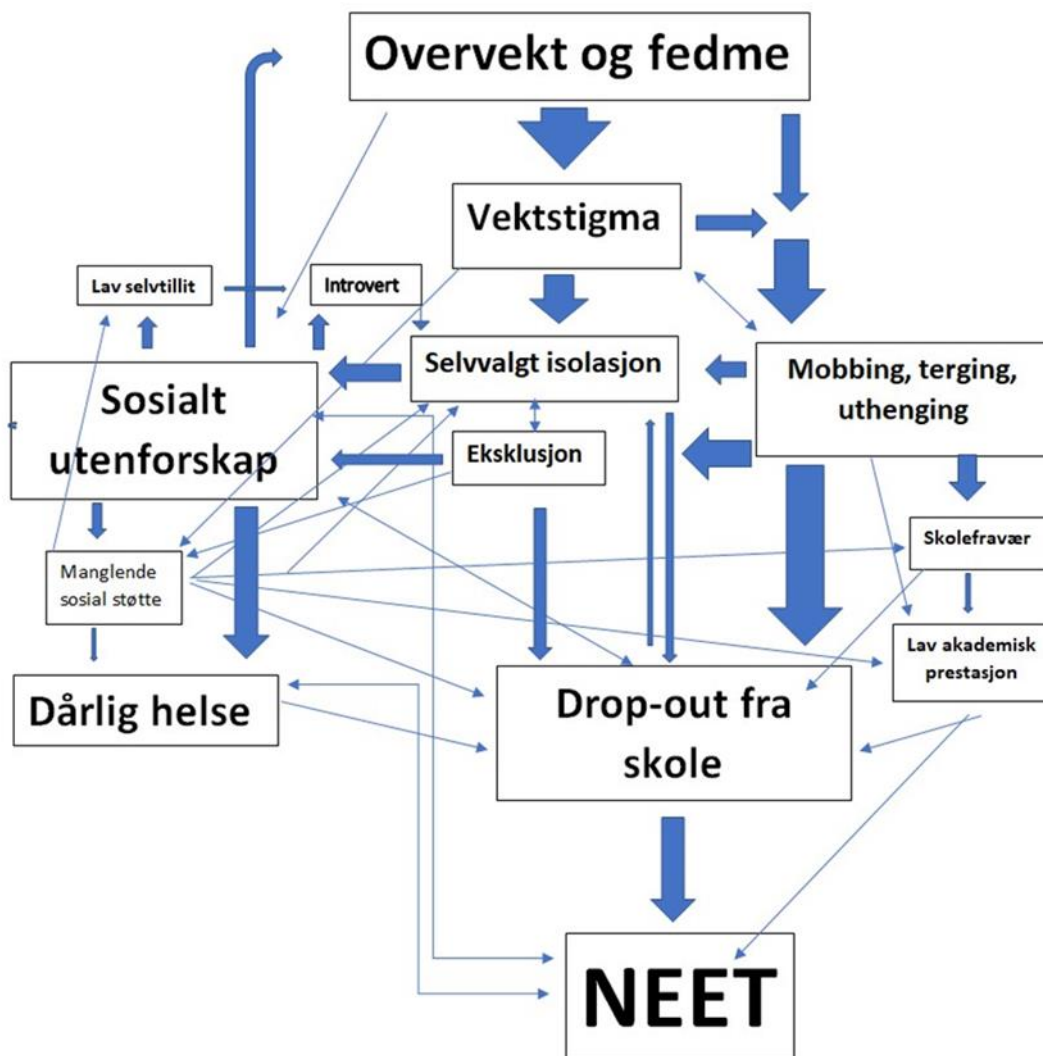 Overvekt og fedme
Vektstigma
Lav selvtillit
Introvert
Selvvalgt isolasjon
Mobbing, terging,
uthenging
Sosialt
utenforskap
Eksklusjon
Skolefravær
Manglende
sosial støtte
Lav akademisk
prestasjon
Dårlig helse
Drop-out fra
skole
NEET